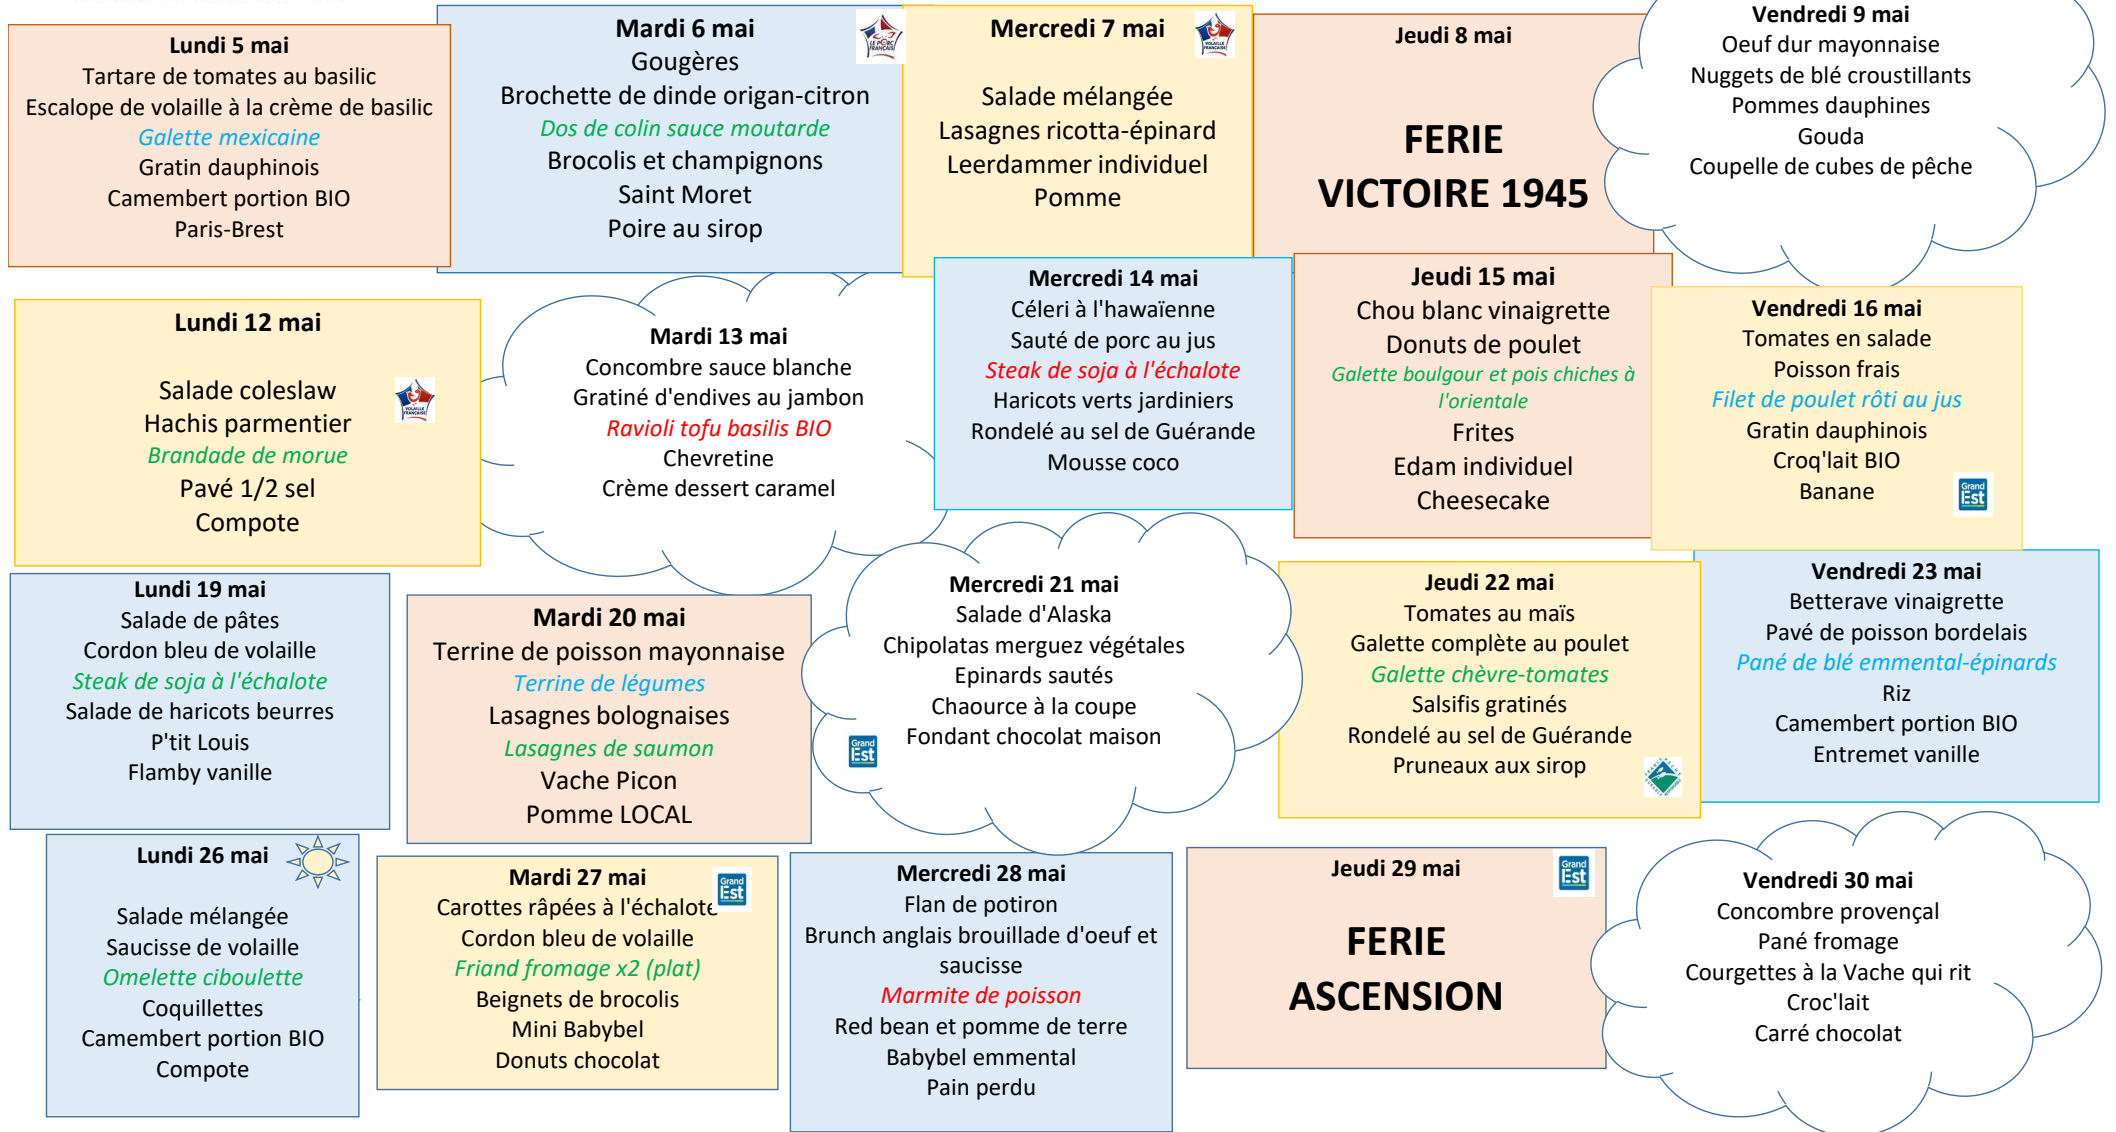 Lundi 5 mai
Tartare de tomates au basilic
Escalope de volaille à la crème de basilic
Galette mexicaine
Gratin dauphinois
Camembert portion BIO
Paris-Brest
Mardi 6 mai
Gougères
Brochette de dinde origan-citron
Dos de colin sauce moutarde
Brocolis et champignons
Saint Moret
Poire au sirop
LE PORC FRANÇAIS
Mercredi 7 mai
Salade mélangée
Lasagnes ricotta-épinard
Leerdammer individuel
Pomme
VOLAILLE FRANÇAISE
Jeudi 8 mai
FERIE
VICTOIRE 1945
Vendredi 9 mai
Oeuf dur mayonnaise
Nuggets de blé croustillants
Pommes dauphines
Gouda
Coupelle de cubes de pêche
Lundi 12 mai
Salade coleslaw
Hachis parmentier
Brandade de morue
Pavé 1/2 sel
Compote
VOLAILLE FRANÇAISE
Mardi 13 mai
Concombre sauce blanche
Gratiné d'endives au jambon
Ravioli tofu basilis BIO
Chevretine
Crème dessert caramel
Mercredi 14 mai
Céleri à l'hawaïenne
Sauté de porc au jus
Steak de soja à l'échalote
Haricots verts jardiniers
Rondelé au sel de Guérande
Mousse coco
Jeudi 15 mai
Chou blanc vinaigrette
Donuts de poulet
Galette boulgour et pois chiches à
l'orientale
Frites
Edam individuel
Cheesecake
Vendredi 16 mai
Tomates en salade
Poisson frais
Filet de poulet rôti au jus
Gratin dauphinois
Croq'lait BIO
Banane
Grand
Est
Lundi 19 mai
Salade de pâtes
Cordon bleu de volaille
Steak de soja à l'échalote
Salade de haricots beurres
P'tit Louis
Flamby vanille
Mardi 20 mai
Terrine de poisson mayonnaise
Terrine de légumes
Lasagnes bolognaises
Lasagnes de saumon
Vache Picon
Pomme LOCAL
Mercredi 21 mai
Salade d'Alaska
Chipolatas merguez végétales
Epinards sautés
Chaource à la coupe
Fondant chocolat maison
Grand
Est
Jeudi 22 mai
Tomates au maïs
Galette complète au poulet
Galette chèvre-tomates
Salsifis gratinés
Rondelé au sel de Guérande
Pruneaux aux sirop
Vendredi 23 mai
Betterave vinaigrette
Pavé de poisson bordelais
Pané de blé emmental-épinards
Riz
Camembert portion BIO
Entremet vanille
Lundi 26 mai
Salade mélangée
Saucisse de volaille
Omelette ciboulette
Coquillettes
Camembert portion BIO
Compote
Mardi 27 mai
Carottes râpées à l'échalote
Cordon bleu de volaille
Friand fromage x2 (plat)
Beignets de brocolis
Mini Babybel
Donuts chocolat
Grand
Est
Mercredi 28 mai
Flan de potiron
Brunch anglais brouillade d'oeuf et
saucisse
Marmite de poisson
Red bean et pomme de terre
Babybel emmental
Pain perdu
Jeudi 29 mai
FERIE
ASCENSION
Grand
Est
Vendredi 30 mai
Concombre provençal
Pané fromage
Courgettes à la Vache qui rit
Croc'lait
Carré chocolat